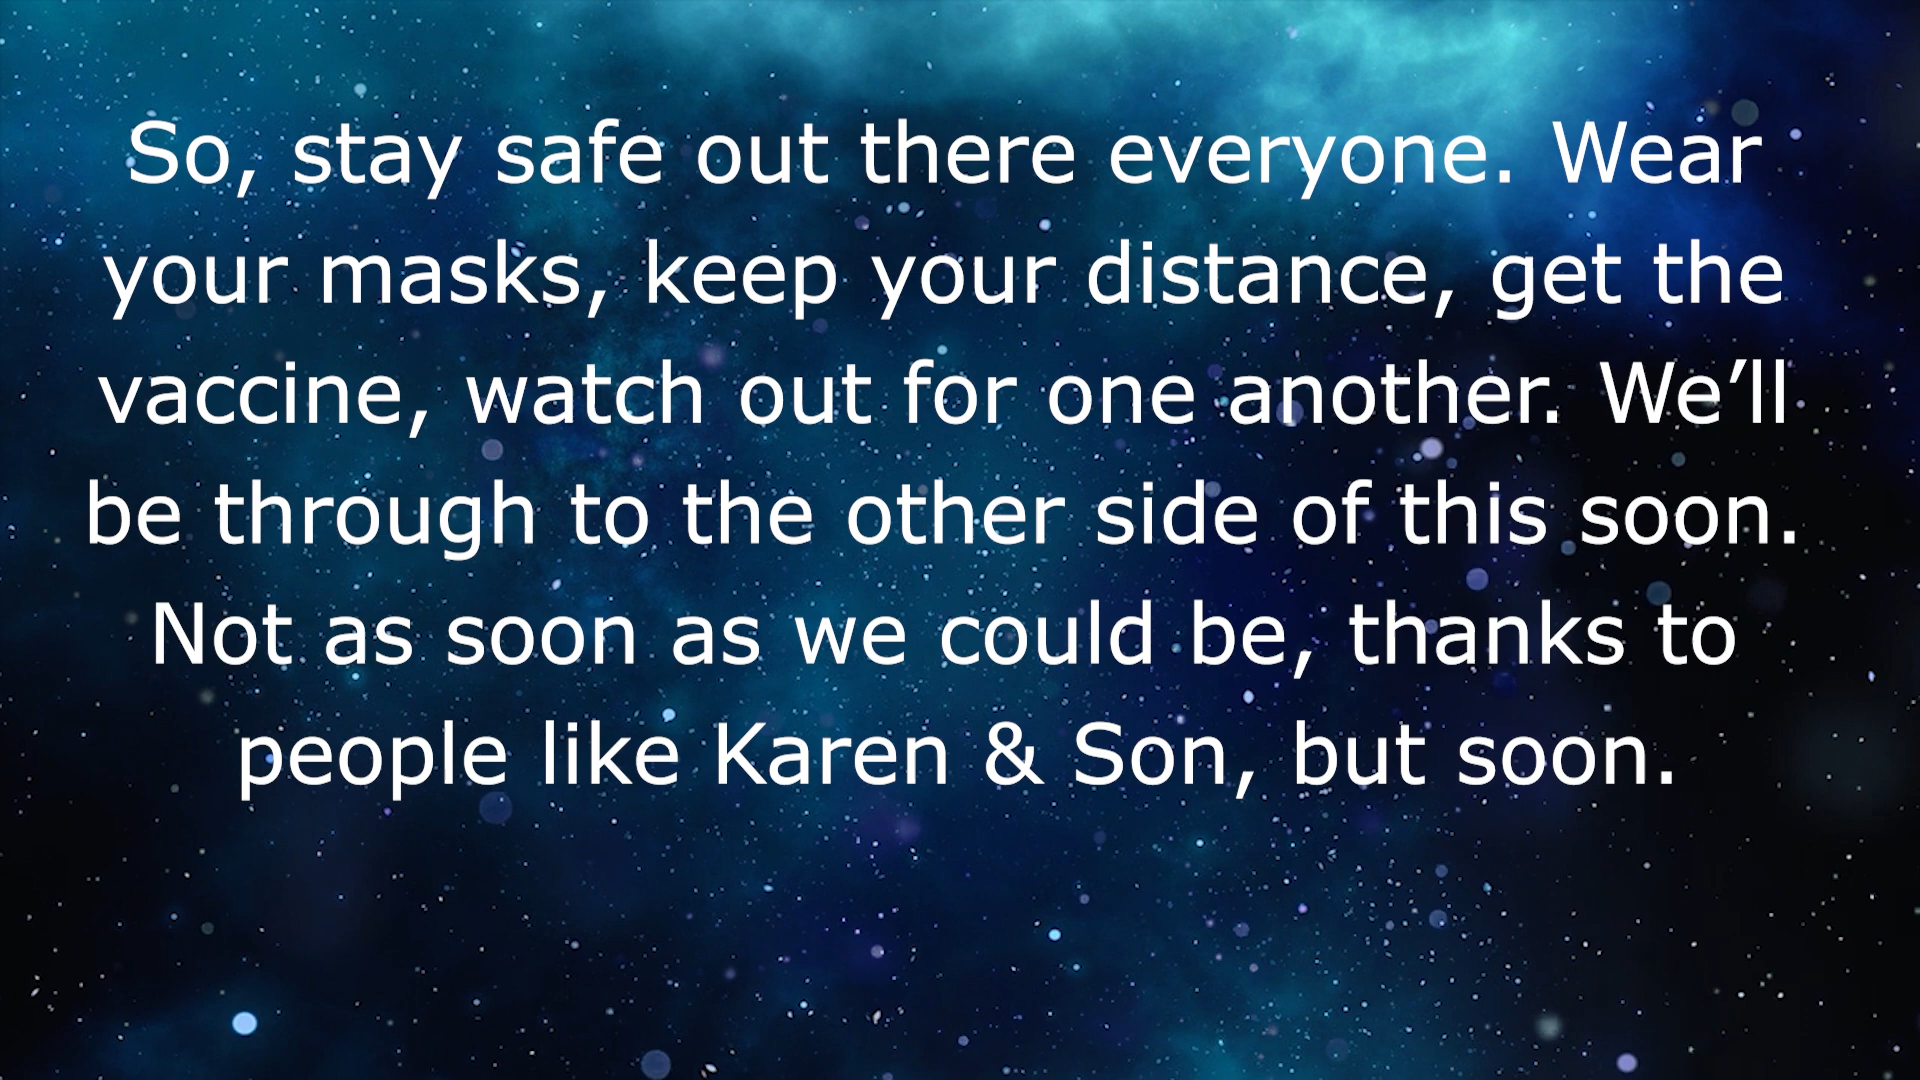 So, stay safe out there everyone. Wear
your masks, keep your distance, get the
vaccine, watch out for one another. We’ll
be through to the other side of this soon.
Not as soon as we could be, thanks to
people like Karen & Son, but soon.